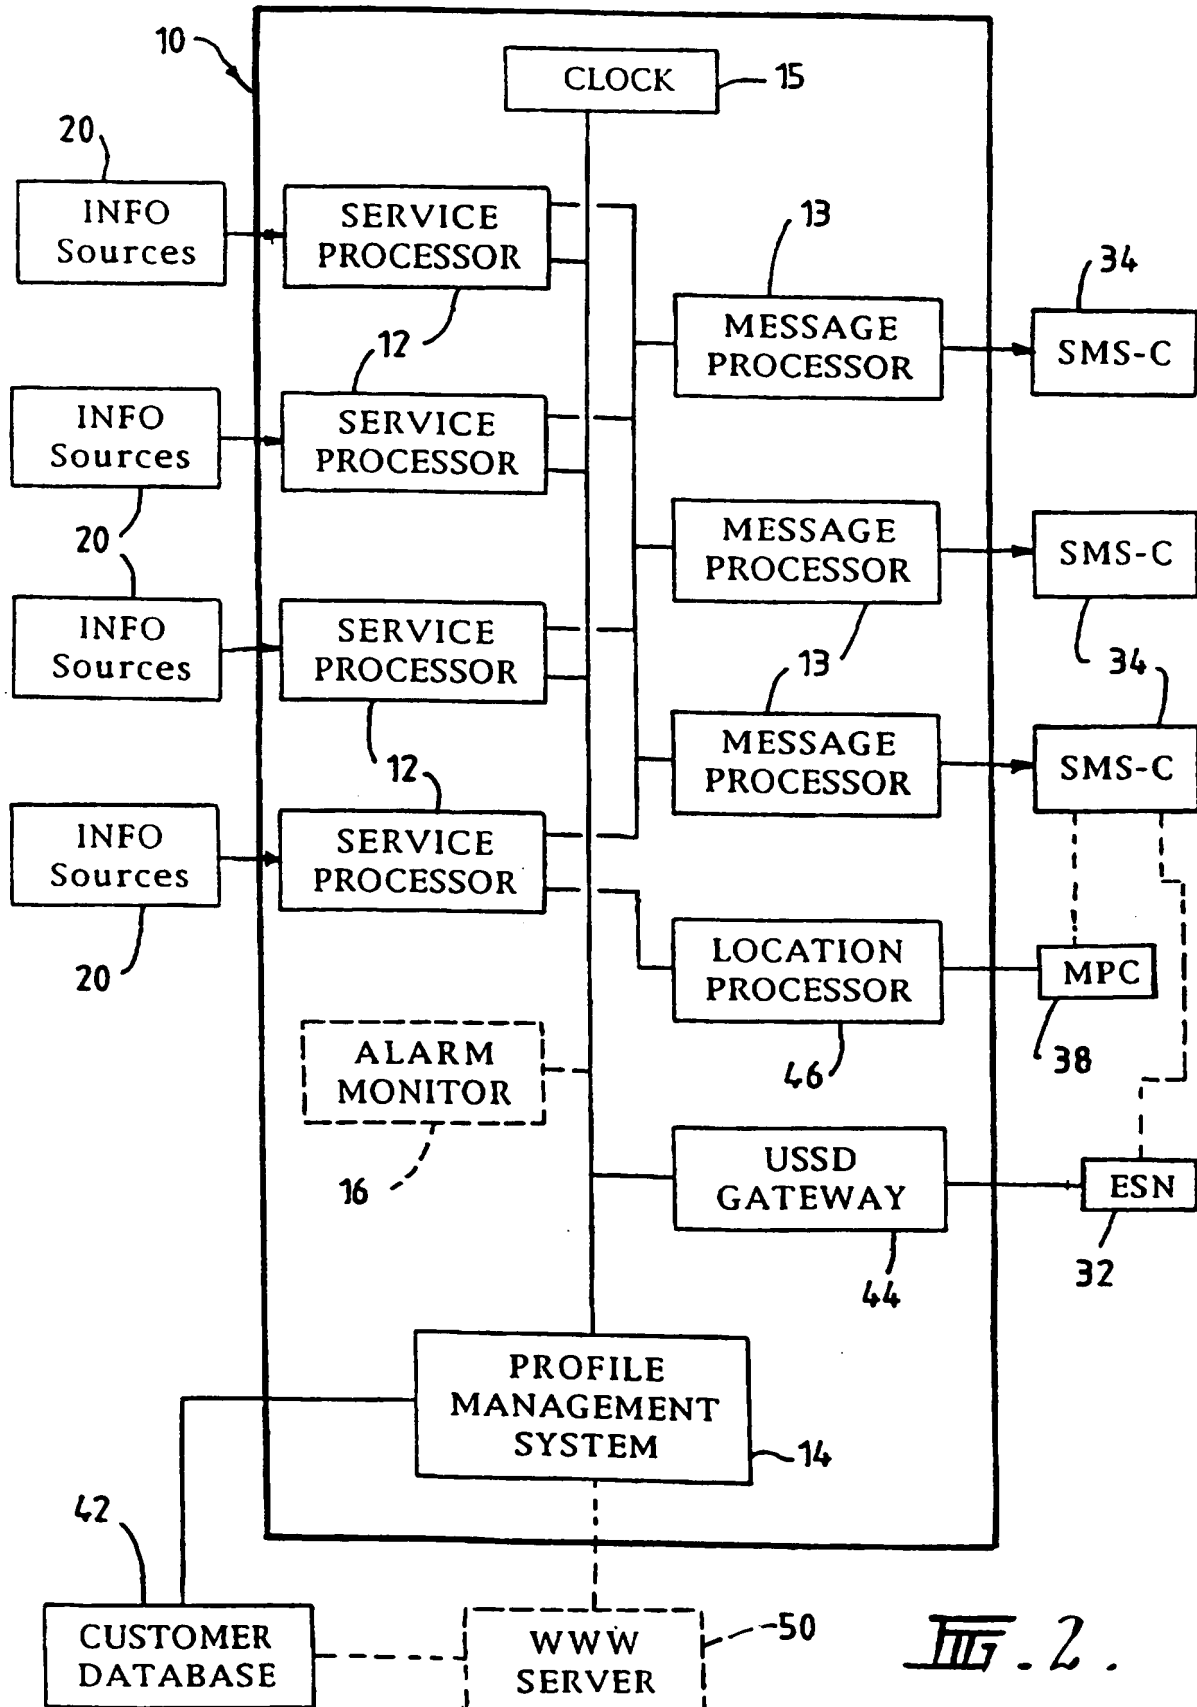 10
CLOCK
15
20
INFO
Sources
SERVICE
PROCESSOR
13
34
12
MESSAGE
PROCESSOR
SMS-C
INFO
Sources
SERVICE
PROCESSOR
20
MESSAGE
PROCESSOR
SMS-C
INFO
Sources
SERVICE
PROCESSOR
13
34
12
MESSAGE
PROCESSOR
SMS-C
INFO
Sources
SERVICE
PROCESSOR
20
LOCATION
PROCESSOR
MPC
38
46
ALARM
MONITOR
16
USSD
GATEWAY
ESN
32
44
PROFILE
MANAGEMENT
SYSTEM
14
42
CUSTOMER
DATABASE
WWW
SERVER
50
FIG. 2.